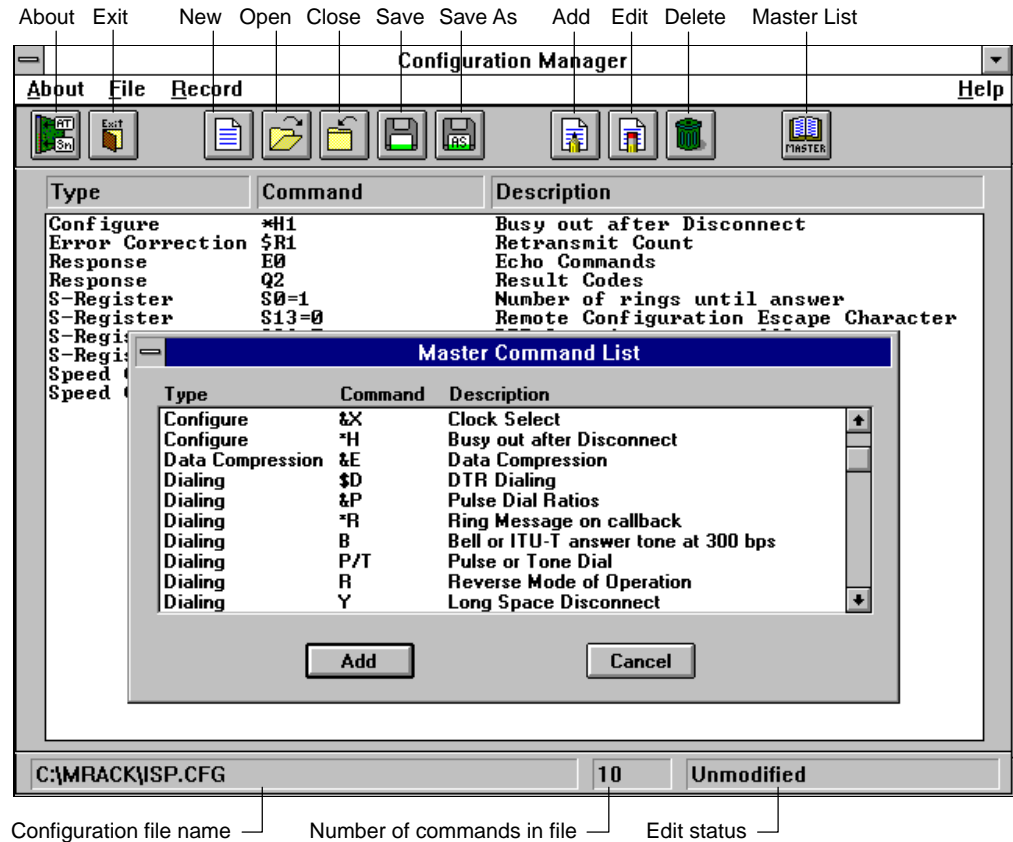 About Exit New Open Close Save Save As Add Edit Delete Master List
Configuration Manager
About File Record Help
AT Sn Exit AS MASTER
Type Command Description
Configure *H1 Busy out after Disconnect
Error Correction $R1 Retransmit Count
Response E0 Echo Commands
Response Q2 Result Codes
S-Register S0=1 Number of rings until answer
S-Register S13=0 Remote Configuration Escape Character
S-Regis
S-Regis
Speed
Speed
Master Command List
Type Command Description
Configure &X Clock Select
Configure *H Busy out after Disconnect
Data Compression &E Data Compression
Dialing $D DTR Dialing
Dialing &P Pulse Dial Ratios
Dialing *R Ring Message on callback
Dialing B Bell or ITU-T answer tone at 300 bps
Dialing P/T Pulse or Tone Dial
Dialing R Reverse Mode of Operation
Dialing Y Long Space Disconnect
Add Cancel
C:\MRACK\ISP.CFG 10 Unmodified
Configuration file name Number of commands in file Edit status